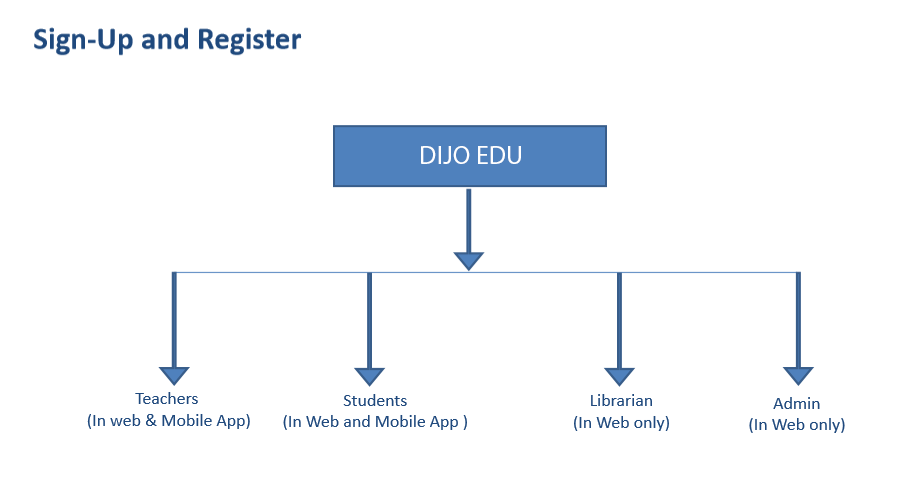 Sign-Up and Register
DIJO EDU
Teachers
(In web & Mobile App)
Students
(In Web and Mobile App )
Librarian
(In Web only)
Admin
(In Web only)